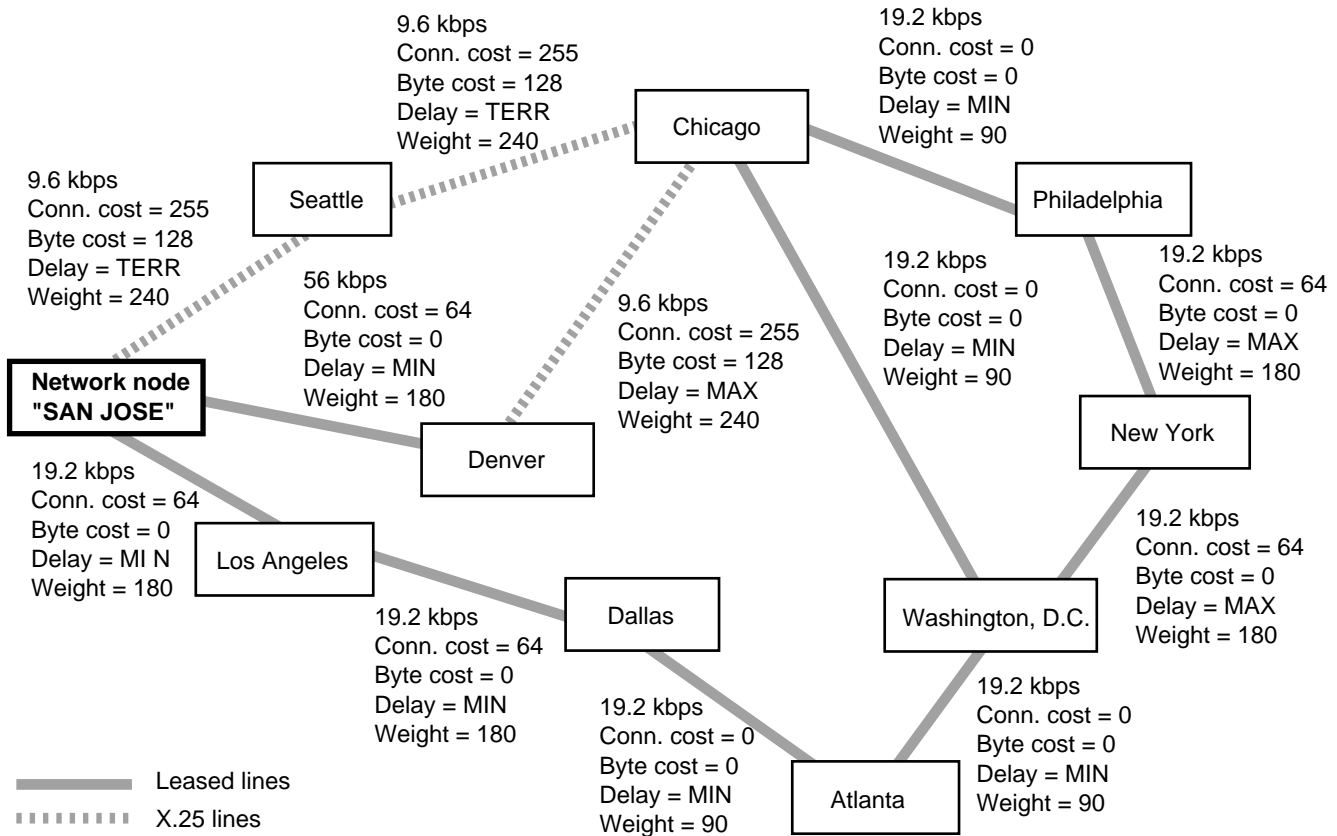 9.6 kbps
Conn. cost = 255
Byte cost = 128
Delay = TERR
Weight = 240
19.2 kbps
Conn. cost = 0
Byte cost = 0
Delay = MIN
Weight = 90
Chicago
9.6 kbps
Conn. cost = 255
Byte cost = 128
Delay = TERR
Weight = 240
Seattle
Philadelphia
56 kbps
Conn. cost = 64
Byte cost = 0
Delay = MIN
Weight = 180
9.6 kbps
Conn. cost = 255
Byte cost = 128
Delay = MAX
Weight = 240
19.2 kbps
Conn. cost = 0
Byte cost = 0
Delay = MIN
Weight = 90
19.2 kbps
Conn. cost = 64
Byte cost = 0
Delay = MAX
Weight = 180
Network node
"SAN JOSE"
Denver
New York
19.2 kbps
Conn. cost = 64
Byte cost = 0
Delay = MI N
Weight = 180
Los Angeles
19.2 kbps
Conn. cost = 64
Byte cost = 0
Delay = MIN
Weight = 180
Dallas
Washington, D.C.
19.2 kbps
Conn. cost = 64
Byte cost = 0
Delay = MAX
Weight = 180
19.2 kbps
Conn. cost = 0
Byte cost = 0
Delay = MIN
Weight = 90
Atlanta
19.2 kbps
Conn. cost = 0
Byte cost = 0
Delay = MIN
Weight = 90
Leased lines
X.25 lines